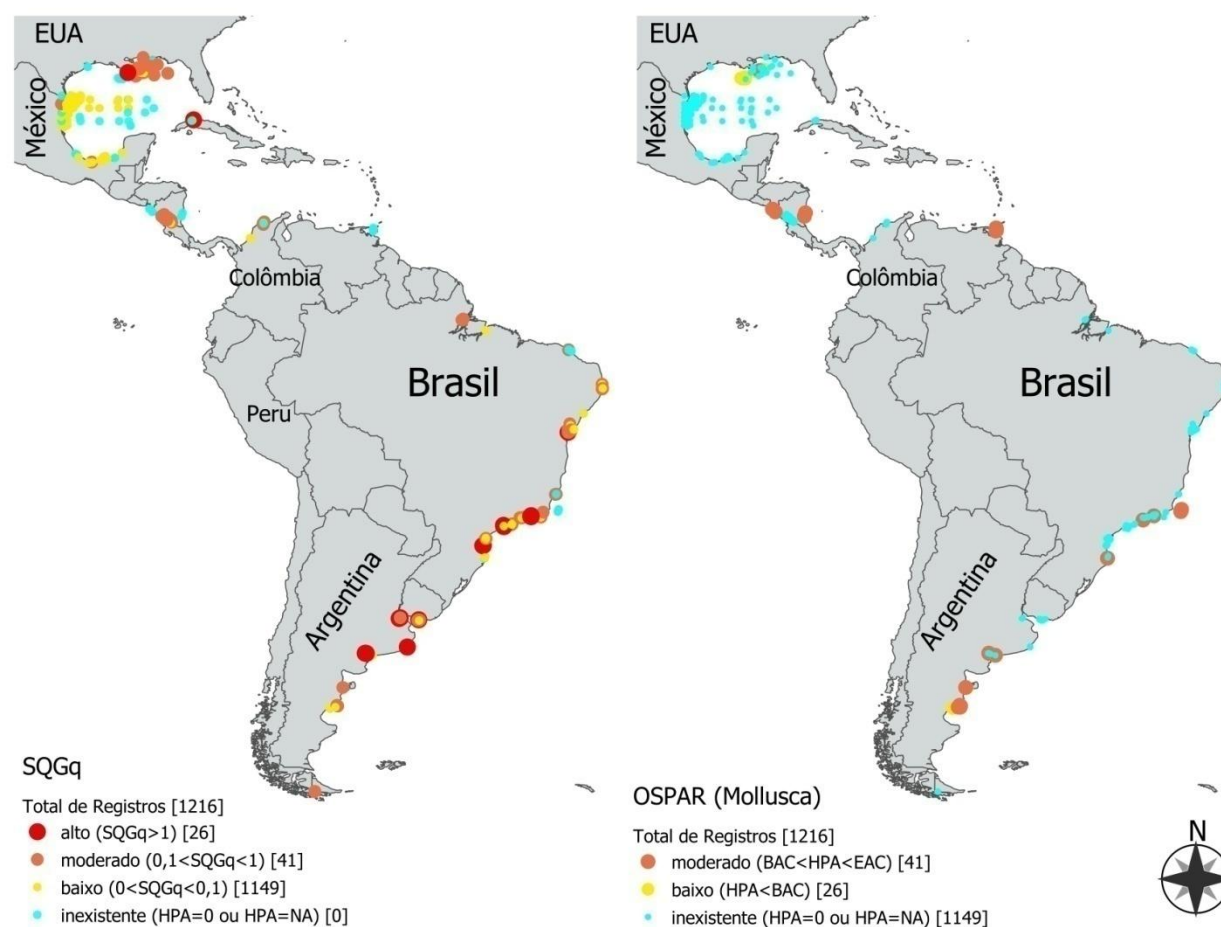 EUA
México
Colômbia
Peru
Brasil
Argentina
SQGq
Total de Registros [1216]
alto (SQGq>1) [26]
moderado (0,1<SQGq<1) [41]
baixo (0<SQGq<0,1) [1149]
inexistente (HPA=0 ou HPA=NA) [0]
EUA
México
Colômbia
Brasil
Argentina
OSPAR (Mollusca)
Total de Registros [1216]
moderado (BAC<HPA<EAC) [41]
baixo (HPA<BAC) [26]
inexistente (HPA=0 ou HPA=NA) [1149]
N